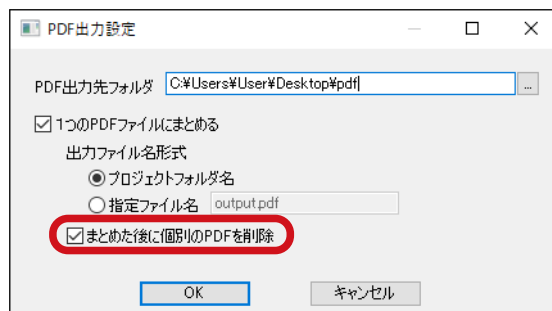 PDF出力設定
PDF出力先フォルダ C:¥Users¥User¥Desktop¥pdf ...
1つのPDFファイルにまとめる
出力ファイル名形式
プロジェクトフォルダ名
指定ファイル名 output.pdf
まとめた後に個別のPDFを削除
OK キャンセル